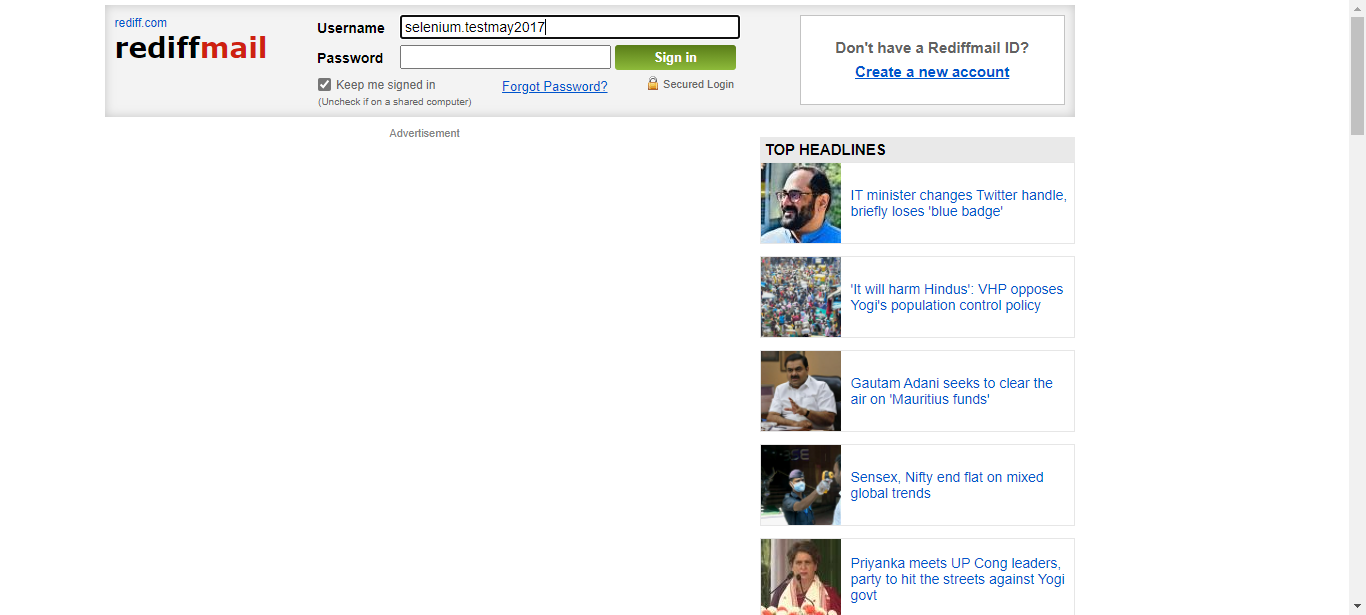 rediff.com
rediffmail
Username
selenium.testmay2017
Password
Sign in
Keep me signed in
(Uncheck if on a shared computer)
Forgot Password?
Secured Login
Don't have a Rediffmail ID?
Create a new account
Advertisement
TOP HEADLINES
IT minister changes Twitter handle,
briefly loses 'blue badge'
'It will harm Hindus': VHP opposes
Yogi's population control policy
Gautam Adani seeks to clear the
air on 'Mauritius funds'
Sensex, Nifty end flat on mixed
global trends
Priyanka meets UP Cong leaders,
party to hit the streets against Yogi
govt